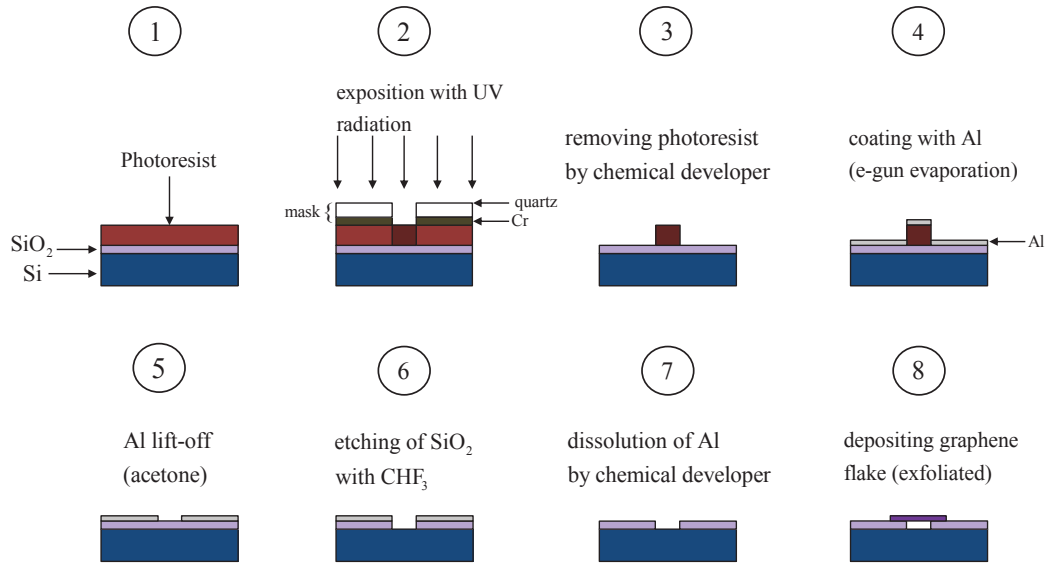 1
2
3
4
exposition with UV
radiation
Photoresist
removing photoresist
by chemical developer
coating with Al
(e-gun evaporation)
mask
quartz
Cr
SiO₂
Si
Al
5
6
7
8
Al lift-off
(acetone)
etching of SiO₂
with CHF₃
dissolution of Al
by chemical developer
depositing graphene
flake (exfoliated)